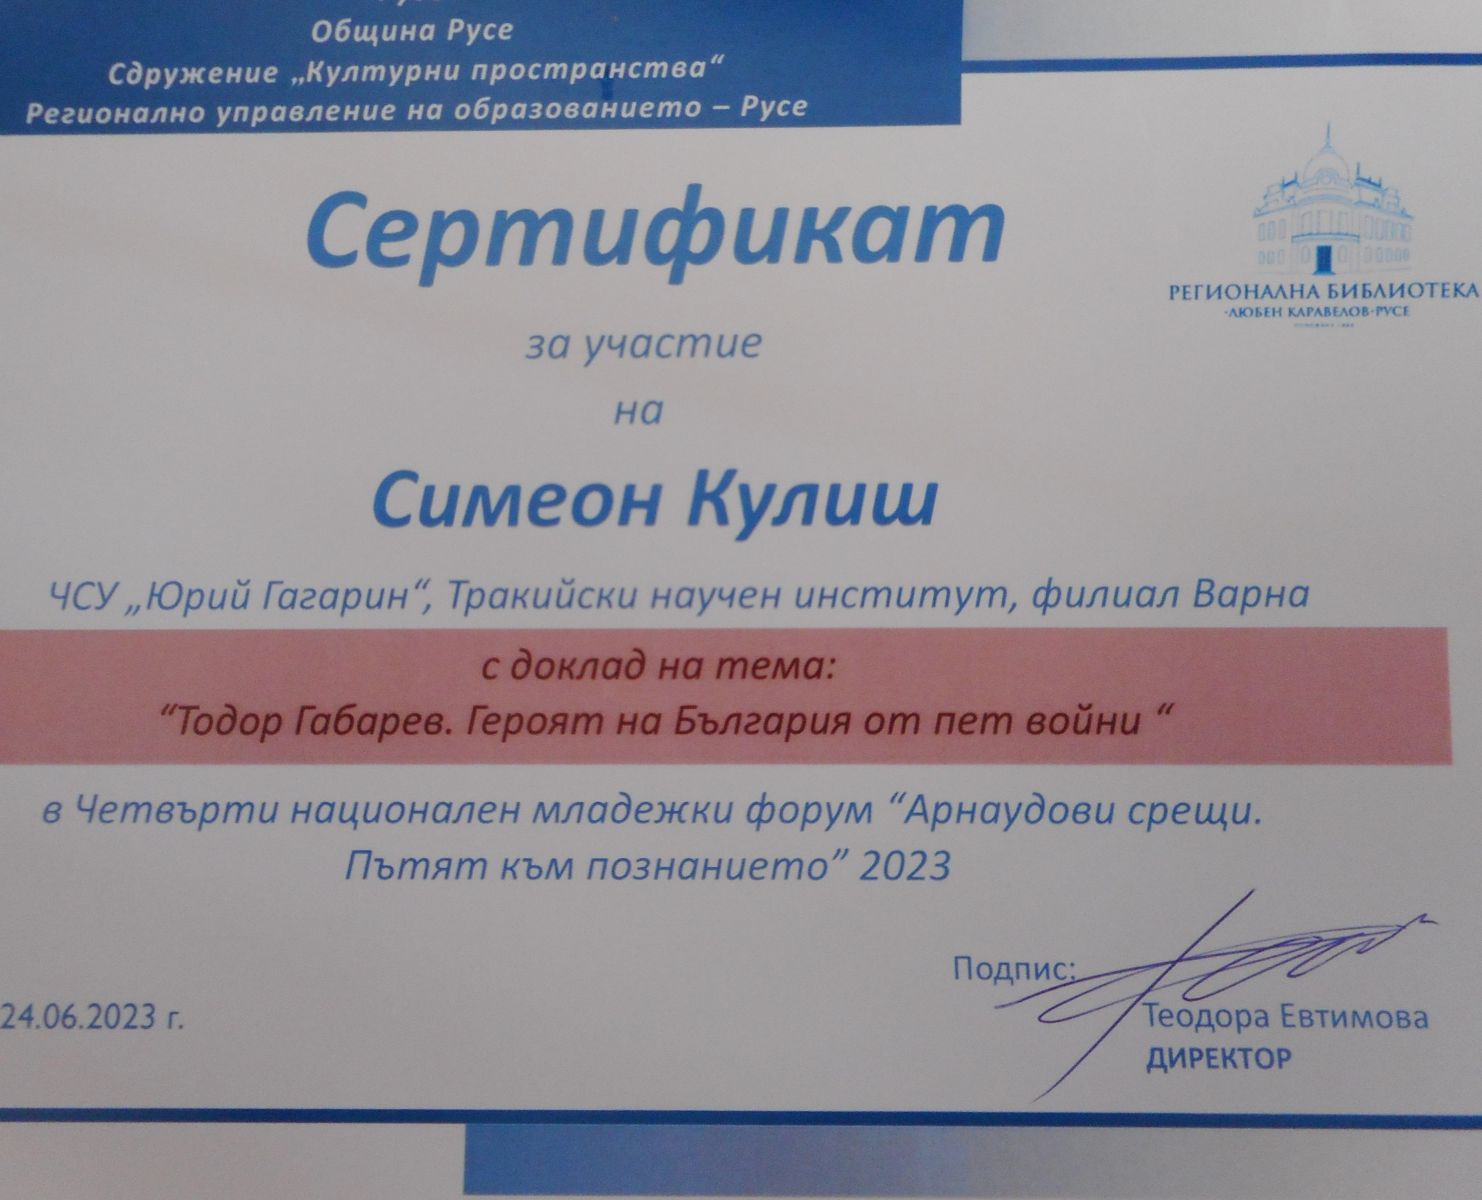 Община Русе
Сдружение „Културни пространства“
Регионално управление на образованието – Русе
РЕГИОНАЛНА БИБЛИОТЕКА
·ЛЮБЕН КАРАВЕЛОВ·РУСЕ
Сертификат
за участие
на
Симеон Кулиш
ЧСУ „Юрий Гагарин“, Тракийски научен институт, филиал Варна
с доклад на тема:
“Тодор Габарев. Героят на България от пет войни “
в Четвърти национален младежки форум “Арнаудови срещи.
Пътят към познанието” 2023
Подпис:
24.06.2023 г.
Теодора Евтимова
ДИРЕКТОР